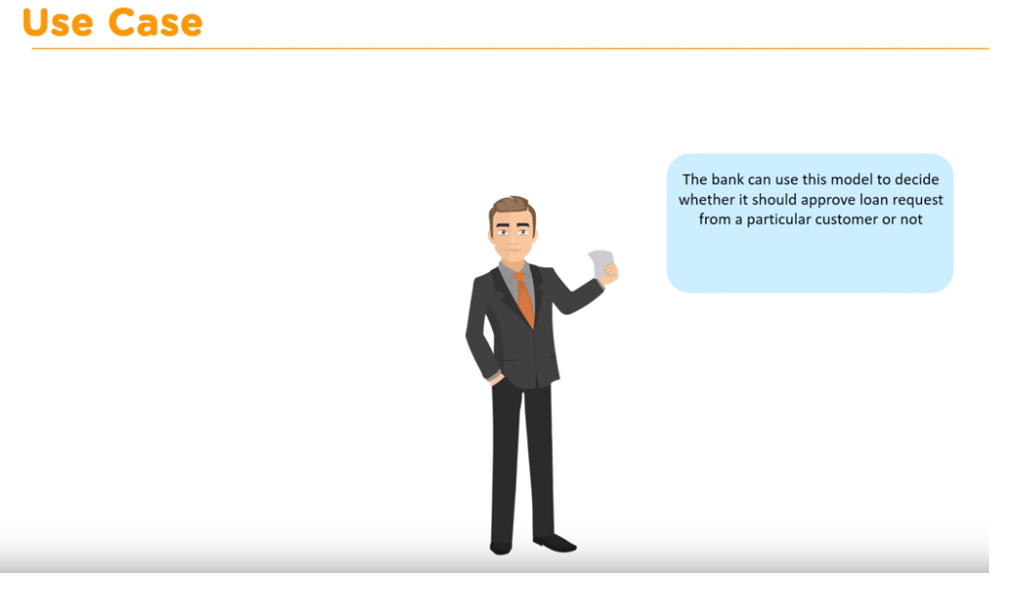 Use Case
The bank can use this model to decide
whether it should approve loan request
from a particular customer or not